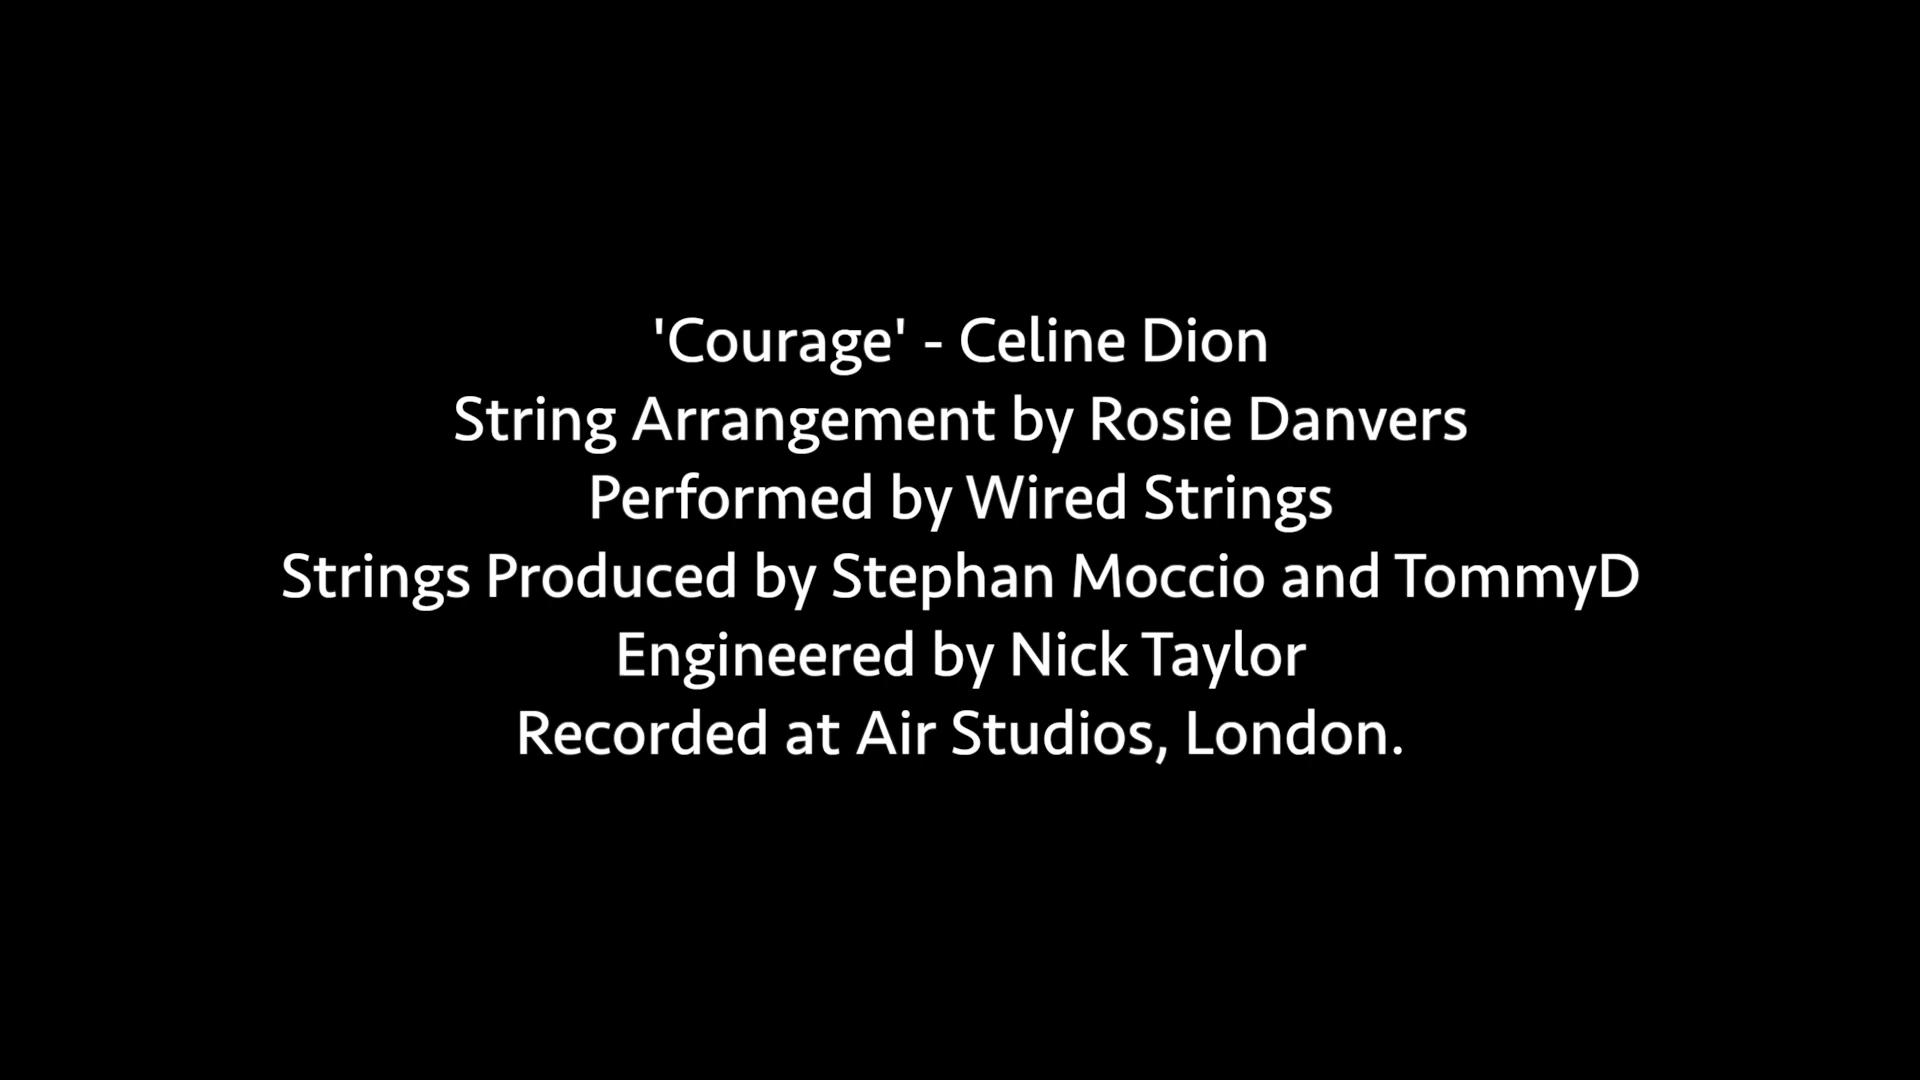 'Courage' - Celine Dion
String Arrangement by Rosie Danvers
Performed by Wired Strings
Strings Produced by Stephan Moccio and TommyD
Engineered by Nick Taylor
Recorded at Air Studios, London.